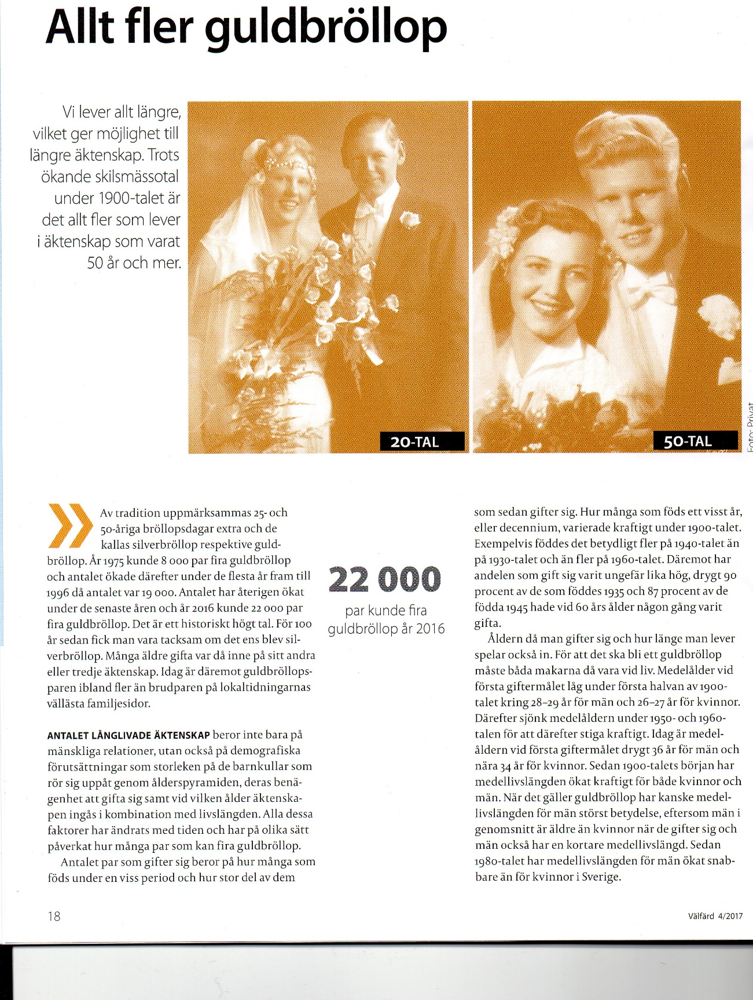 Allt fler guldbröllop
Vi lever allt längre,
vilket ger möjlighet till
längre äktenskap. Trots
ökande skilsmässotal
under 1900-talet är
det allt fler som lever
i äktenskap som varat
50 år och mer.
20-TAL
50-TAL
Foto: Privat
Av tradition uppmärksammas 25- och
50-åriga bröllopsdagar extra och de
kallas silverbröllop respektive guld-
bröllop. År 1975 kunde 8 000 par fira guldbröllop
och antalet ökade därefter under de flesta år fram till
1996 då antalet var 19 000. Antalet har återigen ökat
under de senaste åren och år 2016 kunde 22 000 par
fira guldbröllop. Det är ett historiskt högt tal. För 100
år sedan fick man vara tacksam om det ens blev sil-
verbröllop. Många äldre gifta var då inne på sitt andra
eller tredje äktenskap. Idag är däremot guldbröllops-
paren ibland fler än brudparen på lokaltidningarnas
vällästa familjesidor.
ANTALET LÅNGLIVADE ÄKTENSKAP beror inte bara på
mänskliga relationer, utan också på demografiska
förutsättningar som storleken på de barnkullar som
rör sig uppåt genom ålderspyramiden, deras benä-
genhet att gifta sig samt vid vilken ålder äktenska-
pen ingås i kombination med livslängden. Alla dessa
faktorer har ändrats med tiden och har på olika sätt
påverkat hur många par som kan fira guldbröllop.
Antalet par som gifter sig beror på hur många som
föds under en viss period och hur stor del av dem
22 000
par kunde fira
guldbröllop år 2016
som sedan gifter sig. Hur många som föds ett visst år,
eller decennium, varierade kraftigt under 1900-talet.
Exempelvis föddes det betydligt fler på 1940-talet än
på 1930-talet och än fler på 1960-talet. Däremot har
andelen som gift sig varit ungefär lika hög, drygt 90
procent av de som föddes 1935 och 87 procent av de
födda 1945 hade vid 60 års ålder någon gång varit
gifta.
Åldern då man gifter sig och hur länge man lever
spelar också in. För att det ska bli ett guldbröllop
måste båda makarna då vara vid liv. Medelålder vid
första giftermålet låg under första halvan av 1900-
talet kring 28–29 år för män och 26–27 år för kvinnor.
Därefter sjönk medelåldern under 1950- och 1960-
talen för att därefter stiga kraftigt. Idag är medel-
åldern vid första giftermålet drygt 36 år för män och
nära 34 år för kvinnor. Sedan 1900-talets början har
medellivslängden ökat kraftigt för både kvinnor och
män. När det gäller guldbröllop har kanske medel-
livslängden för män störst betydelse, eftersom män i
genomsnitt är äldre än kvinnor när de gifter sig och
män också har en kortare medellivslängd. Sedan
1980-talet har medellivslängden för män ökat snab-
bare än för kvinnor i Sverige.
18
Välfärd 4/2017